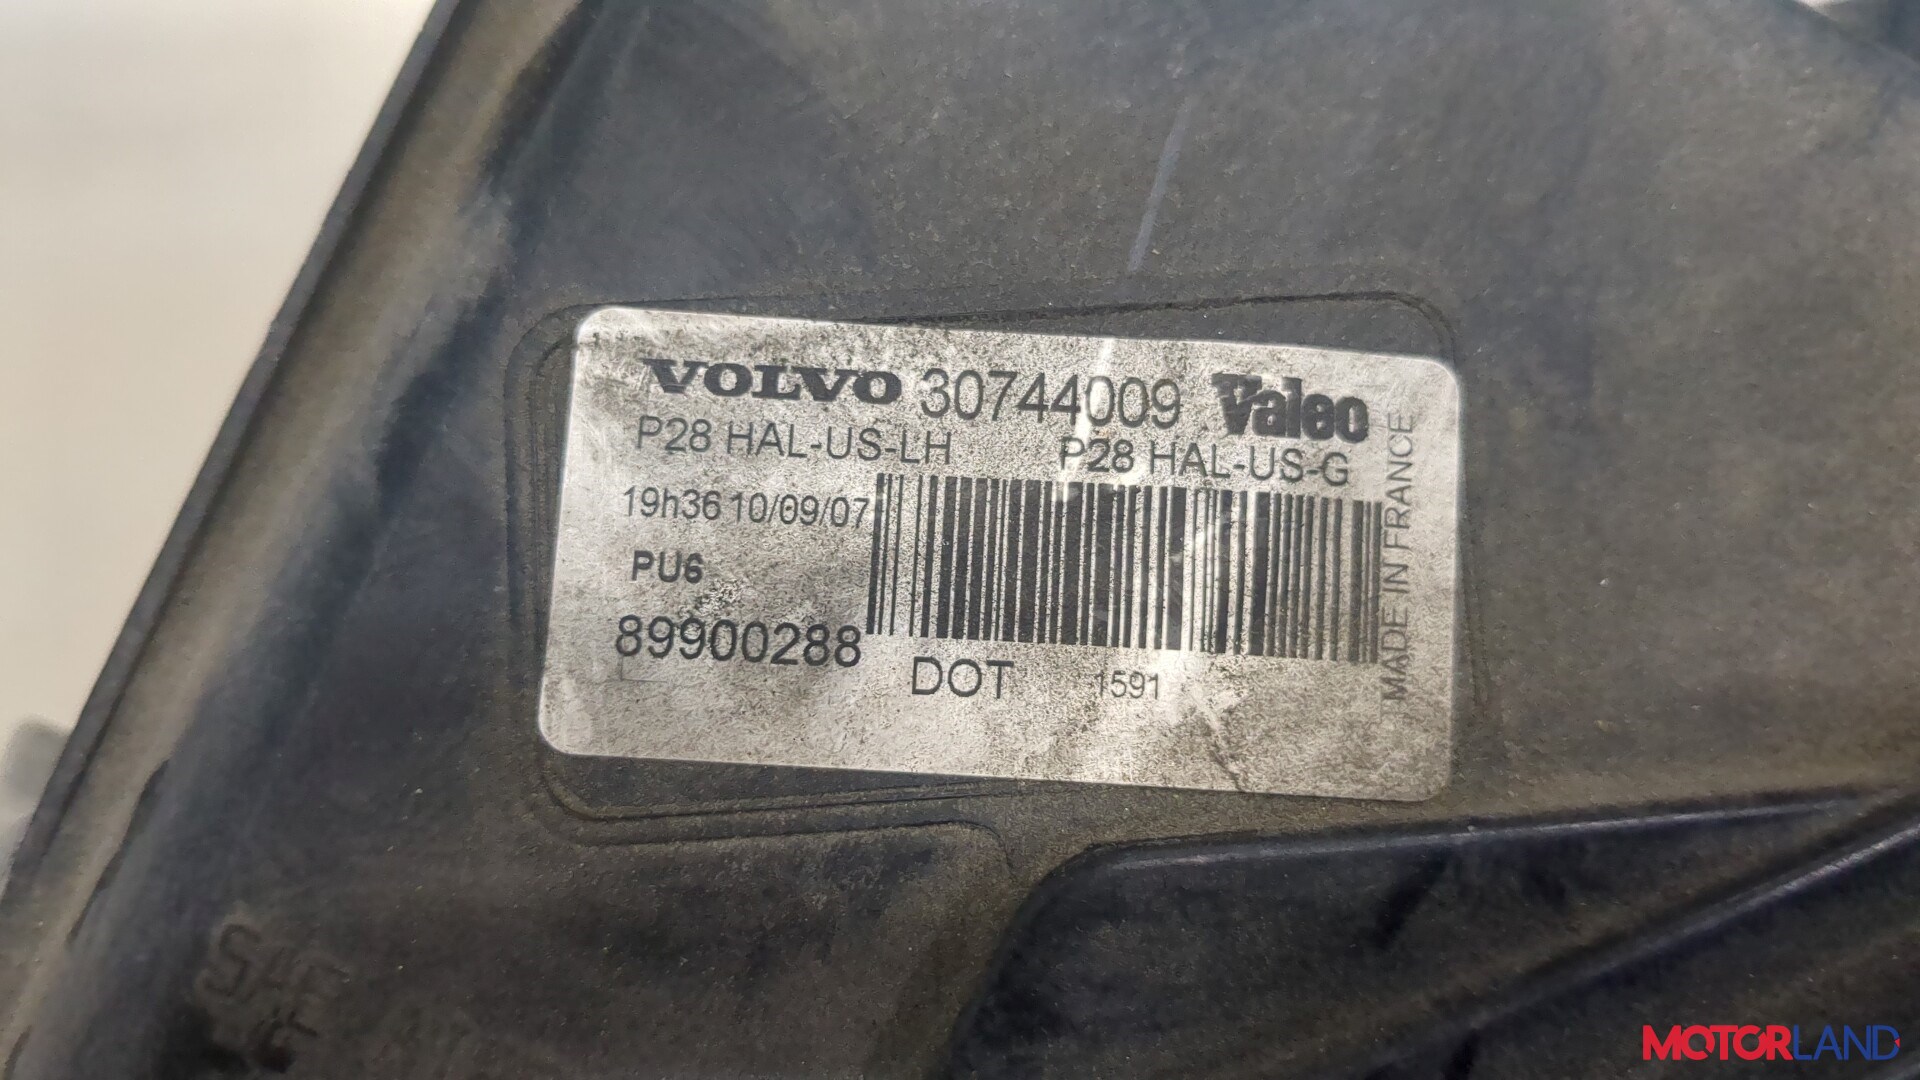 VOLVO 30744009 Valeo
P28 HAL-US-LH P28 HAL-US-G
19h36 10/09/07
PU6
89900288
DOT 1591
MADE IN FRANCE
SAE
MOTORLAND